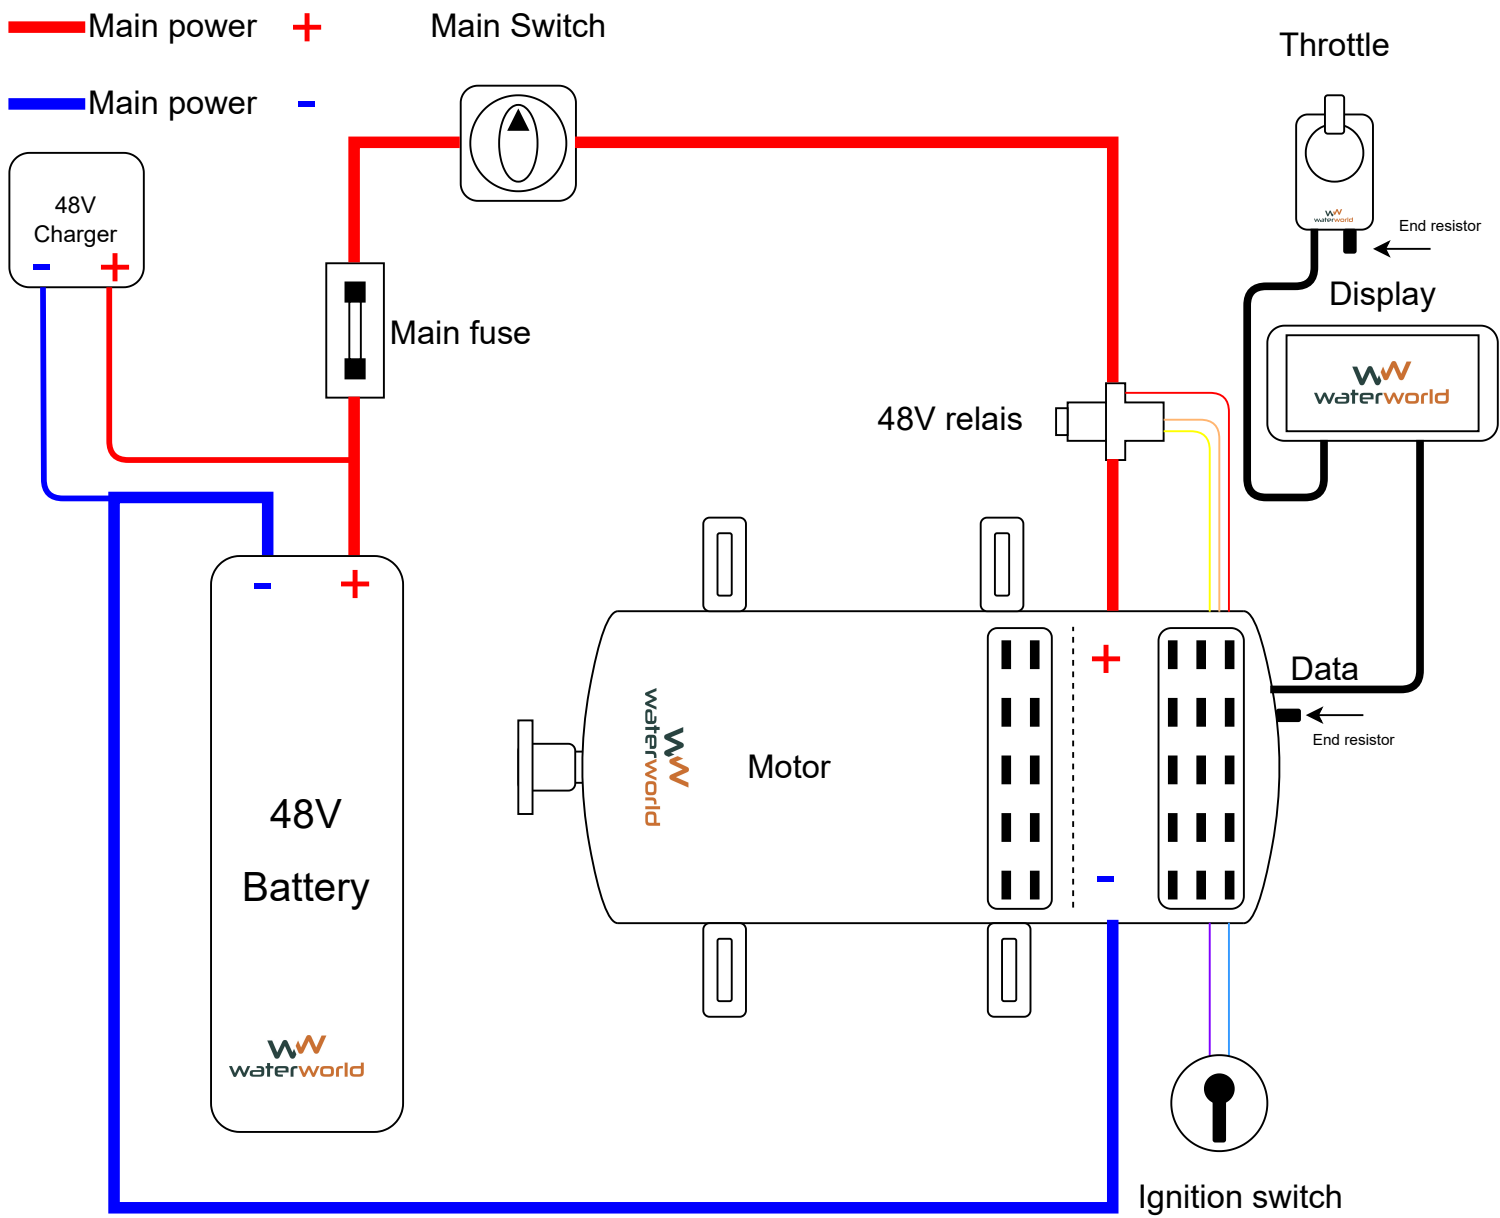 Main power +
Main Switch
Throttle
Main power -
48V
Charger
- +
waterworld
End resistor
Display
Main fuse
waterworld
48V relais
- +
+
Data
End resistor
waterworld
Motor
48V
Battery
-
waterworld
Ignition switch